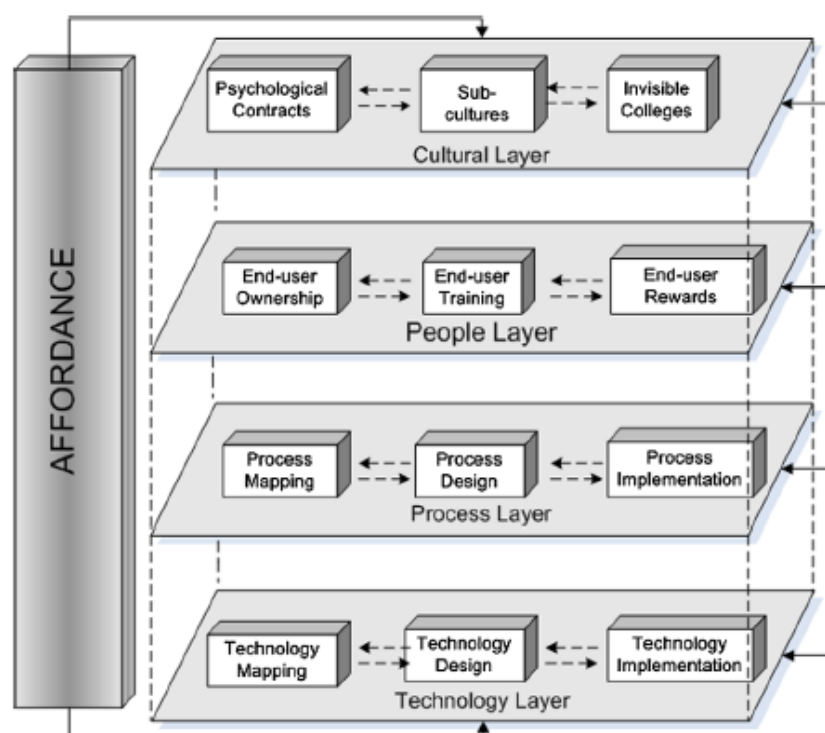 AFFORDANCE
Psychological
Contracts
Sub-
cultures
Invisible
Colleges
Cultural Layer
End-user
Ownership
End-user
Training
End-user
Rewards
People Layer
Process
Mapping
Process
Design
Process
Implementation
Process Layer
Technology
Mapping
Technology
Design
Technology
Implementation
Technology Layer